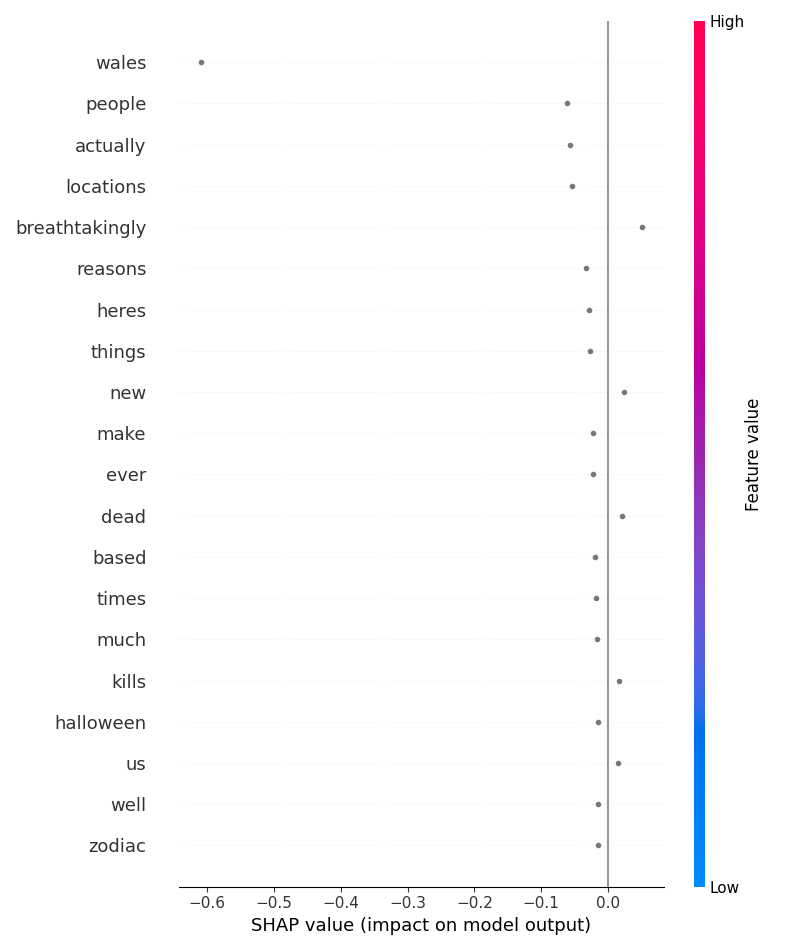 High
wales
people
actually
locations
breathtakingly
reasons
heres
things
new
make
ever
dead
based
times
much
kills
halloween
us
well
zodiac
Feature value
Low
−0.6 −0.5 −0.4 −0.3 −0.2 −0.1 0.0
SHAP value (impact on model output)